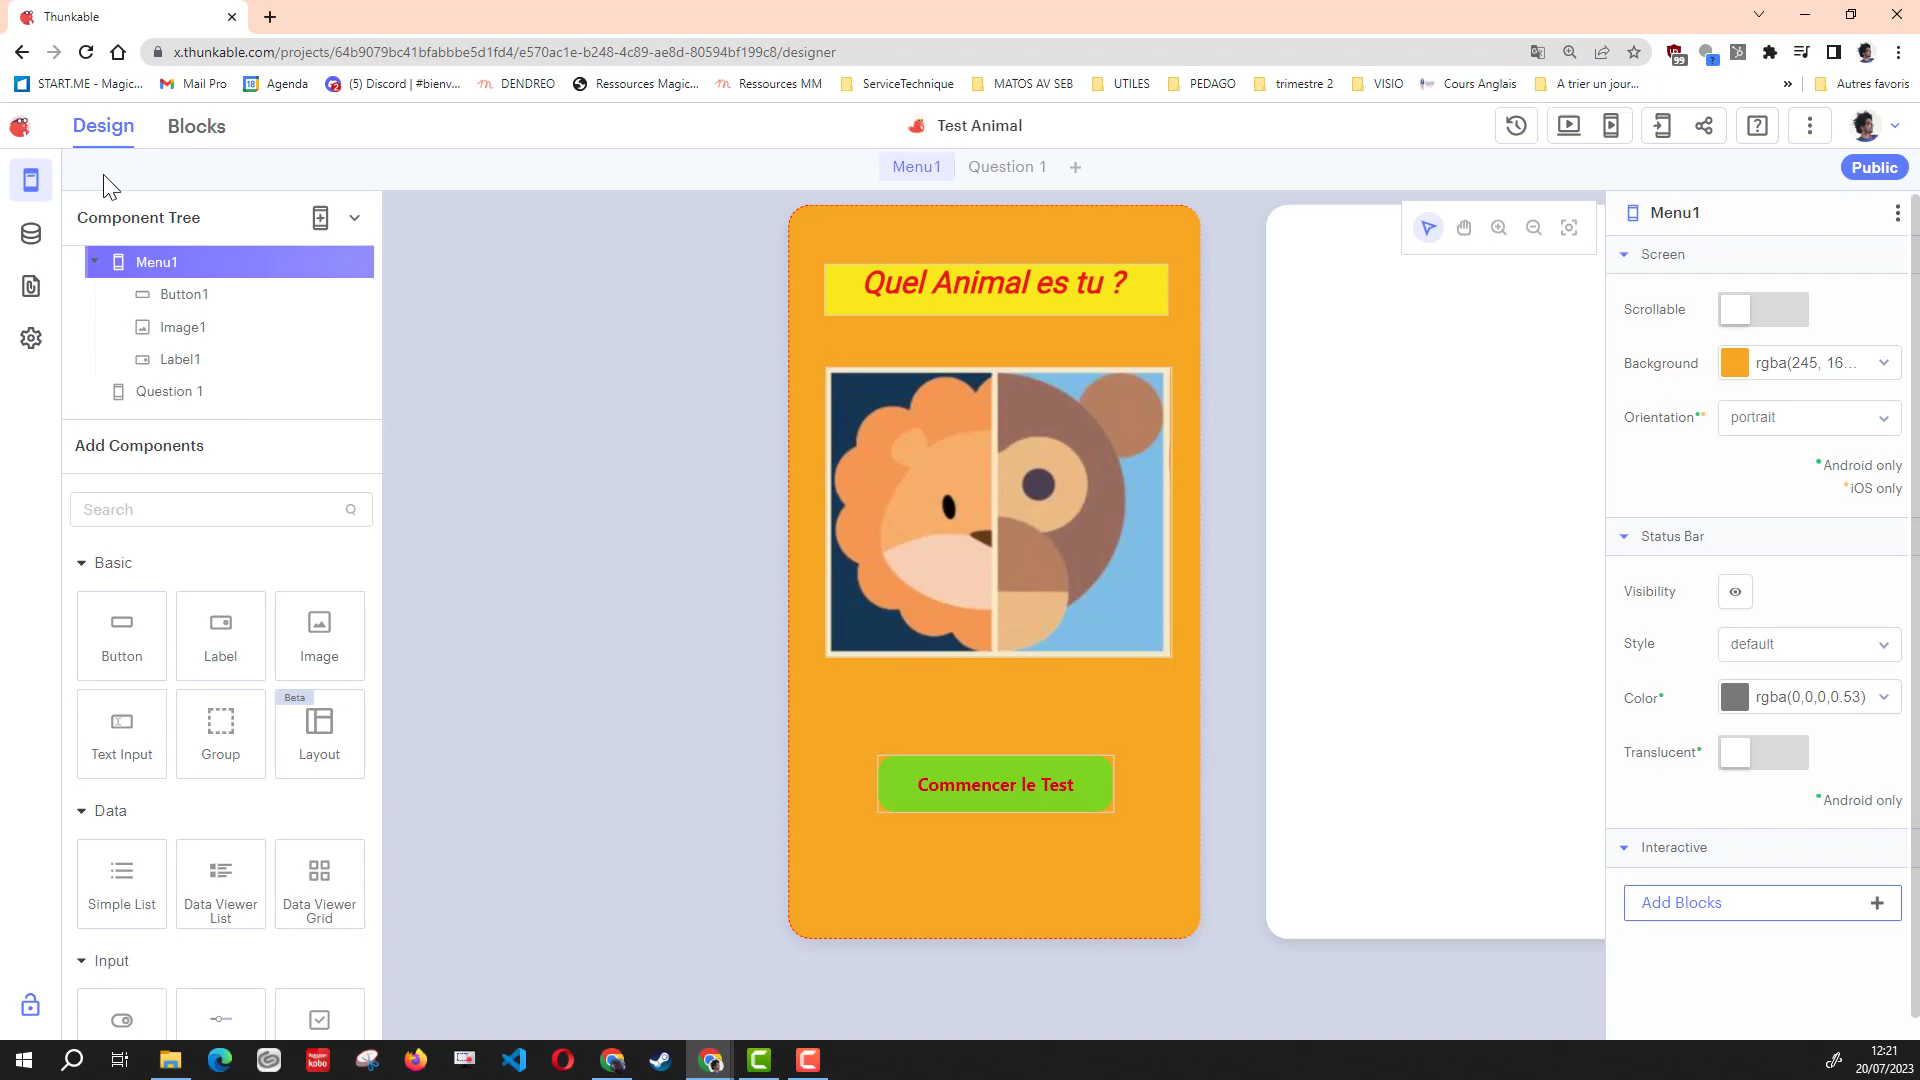 Thunkable
x.thunkable.com/projects/64b9079bc41bfabbbe5d1fd4/e570ac1e-b248-4c89-ae8d-80594bf199c8/designer
99
?
START.ME - Magic...
Mail Pro
18
Agenda
(5) Discord | #bienv...
DENDREO
Ressources Magic...
Ressources MM
ServiceTechnique
MATOS AV SEB
UTILES
PEDAGO
trimestre 2
VISIO
Cours Anglais
A trier un jour...
»
Autres favoris
Design
Blocks
Test Animal
Menu1
Question 1
+
Public
Component Tree
Menu1
Button1
Image1
Label1
Question 1
Add Components
Search
Basic
Button
Label
Image
Text Input
Group
Beta
Layout
Data
Simple List
Data Viewer
List
Data Viewer
Grid
Input
Quel Animal es tu ?
Commencer le Test
Menu1
Screen
Scrollable
Background
rgba(245, 16...
Orientation
portrait
Android only
iOS only
Status Bar
Visibility
Style
default
Color
rgba(0,0,0,0.53)
Translucent
Android only
Interactive
Add Blocks
+
Rakuten
kobo
12:21
20/07/2023